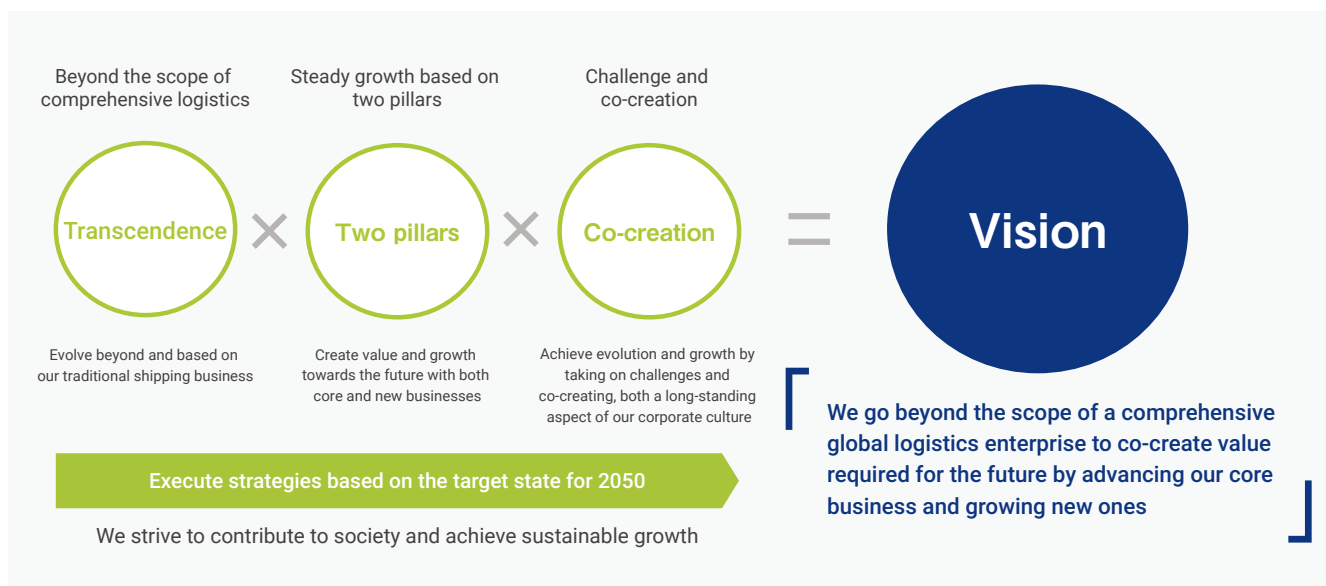 Beyond the scope of
comprehensive logistics
Transcendence
Evolve beyond and based on
our traditional shipping business
×
Steady growth based on
two pillars
Two pillars
Create value and growth
towards the future with both
core and new businesses
×
Challenge and
co-creation
Co-creation
Achieve evolution and growth by
taking on challenges and
co-creating, both a long-standing
aspect of our corporate culture
=
Vision
「We go beyond the scope of a comprehensive
global logistics enterprise to co-create value
required for the future by advancing our core
business and growing new ones」
Execute strategies based on the target state for 2050
We strive to contribute to society and achieve sustainable growth